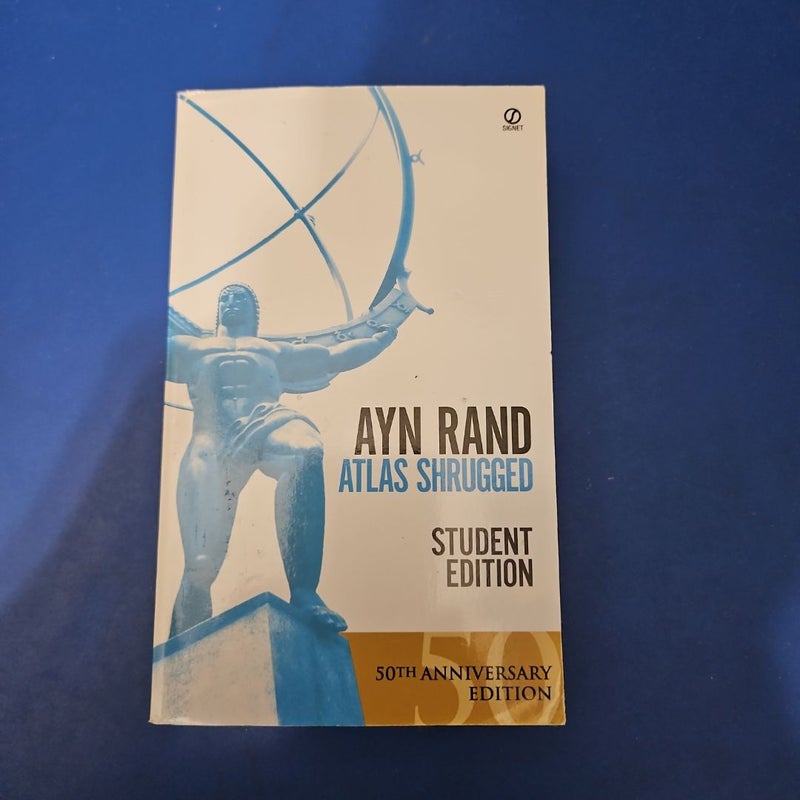 SIGNET
AYN RAND
ATLAS SHRUGGED
STUDENT
EDITION
50
50TH ANNIVERSARY
EDITION